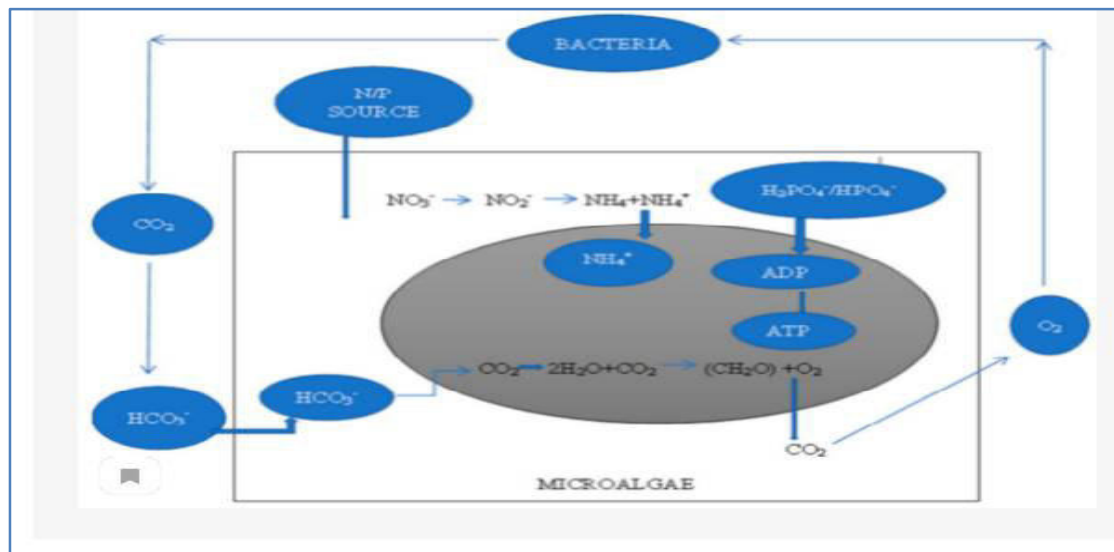 BACTERIA
N/P
SOURCE
NO₃⁻ → NO₂⁻ → NH₄+NH₄⁺
H₂PO₄⁻/HPO₄⁻
CO₂
NH₄⁺
ADP
ATP
O₂
CO₂ → 2H₂O+CO₂ → (CH₂O) +O₂
HCO₃⁻
HCO₃⁻
CO₂
MICROALGAE